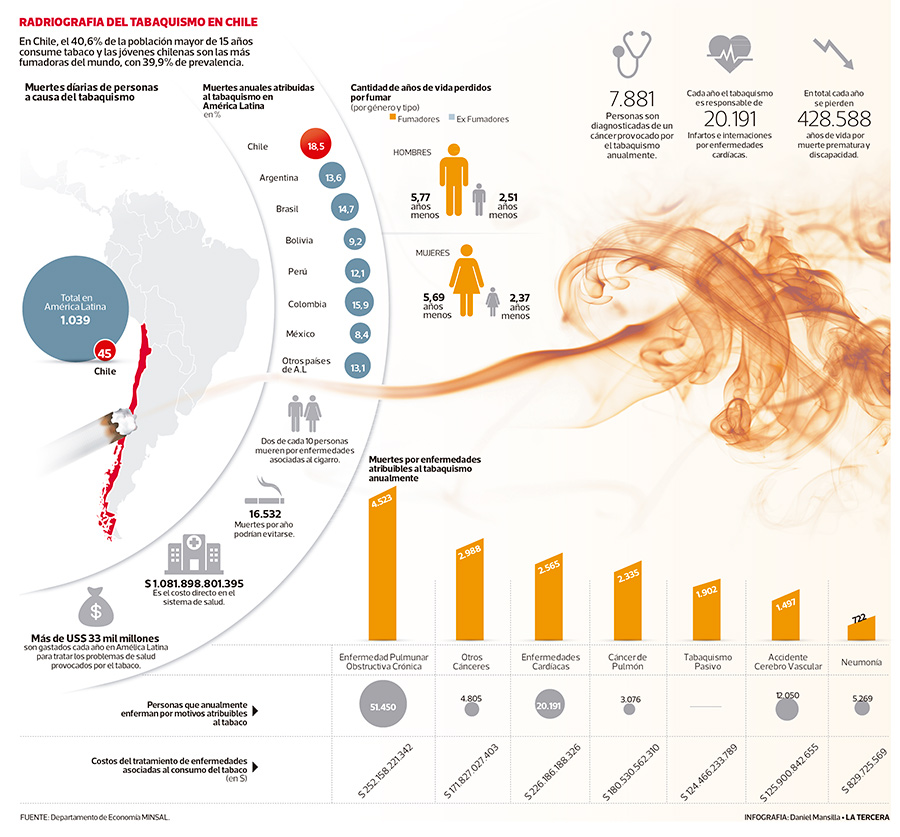 RADRIOGRAFIA DEL TABAQUISMO EN CHILE
En Chile, el 40,6% de la población mayor de 15 años
consume tabaco y las jóvenes chilenas son las más
fumadoras del mundo, con 39,9% de prevalencia.
Muertes díarias de personas
a causa del tabaquismo
Total en
América Latina
1.039
45
Chile
Muertes anuales atribuidas
al tabaquismo en
América Latina
en %
Chile
18,5
Argentina
13,6
Brasil
14,7
Bolivia
9,2
Perú
12,1
Colombia
15,9
México
8,4
Otros países
de A.L
13,1
Cantidad de años de vida perdidos
por fumar
(por género y tipo)
Fumadores
Ex Fumadores
HOMBRES
5,77
años
menos
2,51
años
menos
MUJERES
5,69
años
menos
2,37
años
menos
7.881
Personas son
diagnosticadas de un
cáncer provocado por
el tabaquismo
anualmente.
Cada año el tabaquismo
es responsable de
20.191
Infartos e internaciones
por enfermedades
cardíacas.
En total cada año
se pierden
428.588
años de vida por
muerte prematura y
discapacidad.
Dos de cada 10 personas
mueren por enfermedades
asociadas al cigarro.
16.532
Muertes por año
podrían evitarse.
$ 1.081.898.801.395
Es el costo directo en el
sistema de salud.
Más de US$ 33 mil millones
son gastados cada año en Amélica Latina
para tratar los problemas de salud
provocados por el tabaco.
Muertes por enfermedades
atribuibles al tabaquismo
anualmente
4.523
2.988
2.565
2.335
1.902
1.497
722
Enfermedad Pulmunar
Obstructiva Crónica
Otros
Cánceres
Enfermedades
Cardíacas
Cáncer de
Pulmón
Tabaquismo
Pasivo
Accidente
Cerebro Vascular
Neumonía
Personas que anualmente
enferman por motivos atribuibles
al tabaco
51.450
4.805
20.191
3.076
12.050
5.269
Costos del tratamiento de enfermedades
asociadas al consumo del tabaco
(en $)
$ 252.158.221.342
$ 171.827.027.403
$ 226.186.188.326
$ 180.530.562.310
$ 124.466.233.789
$ 125.900.842.655
$ 829.725.569
FUENTE: Departamento de Economía MINSAL.
INFOGRAFIA: Daniel Mansilla • LA TERCERA